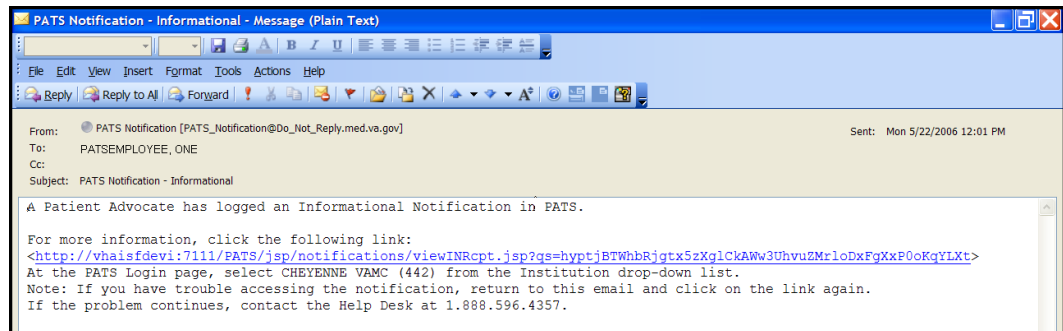 PATS Notification - Informational - Message (Plain Text)
File Edit View Insert Format Tools Actions Help
Reply Reply to All Forward
From: PATS Notification [PATS_Notification@Do_Not_Reply.med.va.gov] Sent: Mon 5/22/2006 12:01 PM
To: PATSEMPLOYEE, ONE
Cc:
Subject: PATS Notification - Informational
A Patient Advocate has logged an Informational Notification in PATS.
For more information, click the following link:
<http://vhaisfdevi:7111/PATS/jsp/notifications/viewINRcpt.jsp?qs=hyptjBTWhbRjgtx5zXglCkAWw3UhvuZMrloDxFgXxP0oKqYLXt>
At the PATS Login page, select CHEYENNE VAMC (442) from the Institution drop-down list.
Note: If you have trouble accessing the notification, return to this email and click on the link again.
If the problem continues, contact the Help Desk at 1.888.596.4357.